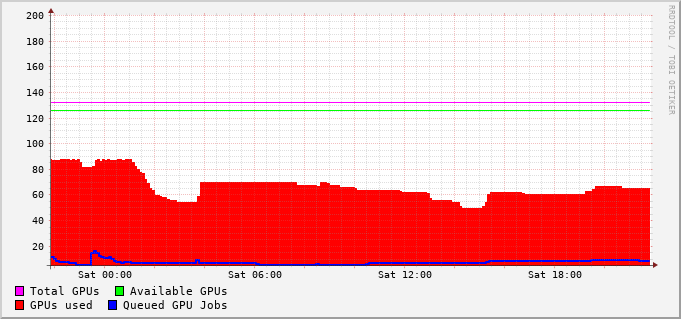 200
180
160
140
120
100
80
60
40
20
Sat 00:00 Sat 06:00 Sat 12:00 Sat 18:00
Total GPUs Available GPUs
GPUs used Queued GPU Jobs
RRDTOOL / TOBI OETIKER